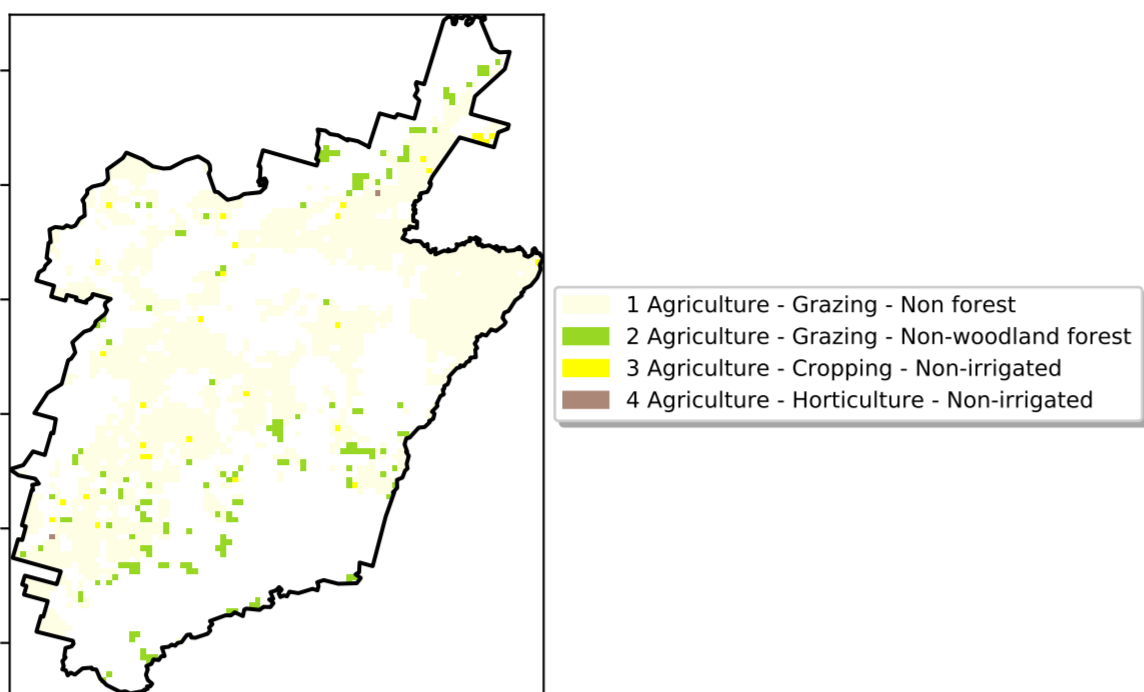 1 Agriculture - Grazing - Non forest
2 Agriculture - Grazing - Non-woodland forest
3 Agriculture - Cropping - Non-irrigated
4 Agriculture - Horticulture - Non-irrigated